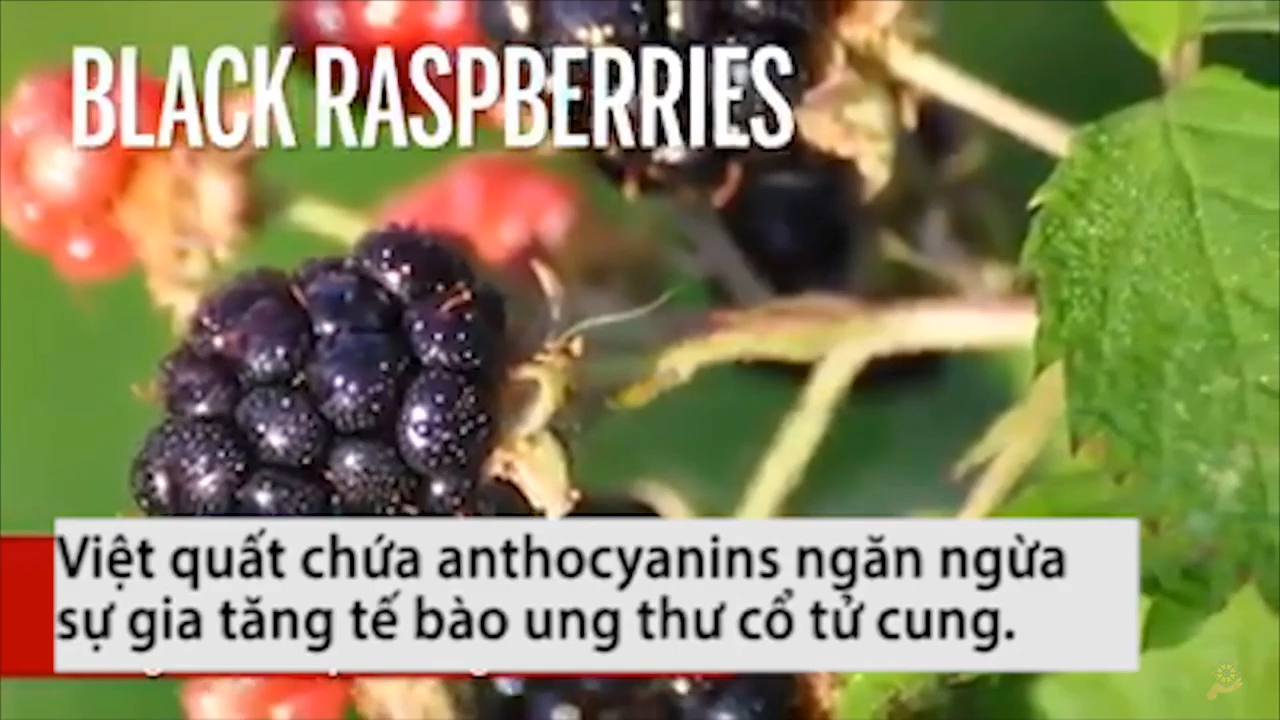 BLACK RASPBERRIES
Việt quất chứa anthocyanins ngăn ngừa
sự gia tăng tế bào ung thư cổ tử cung.